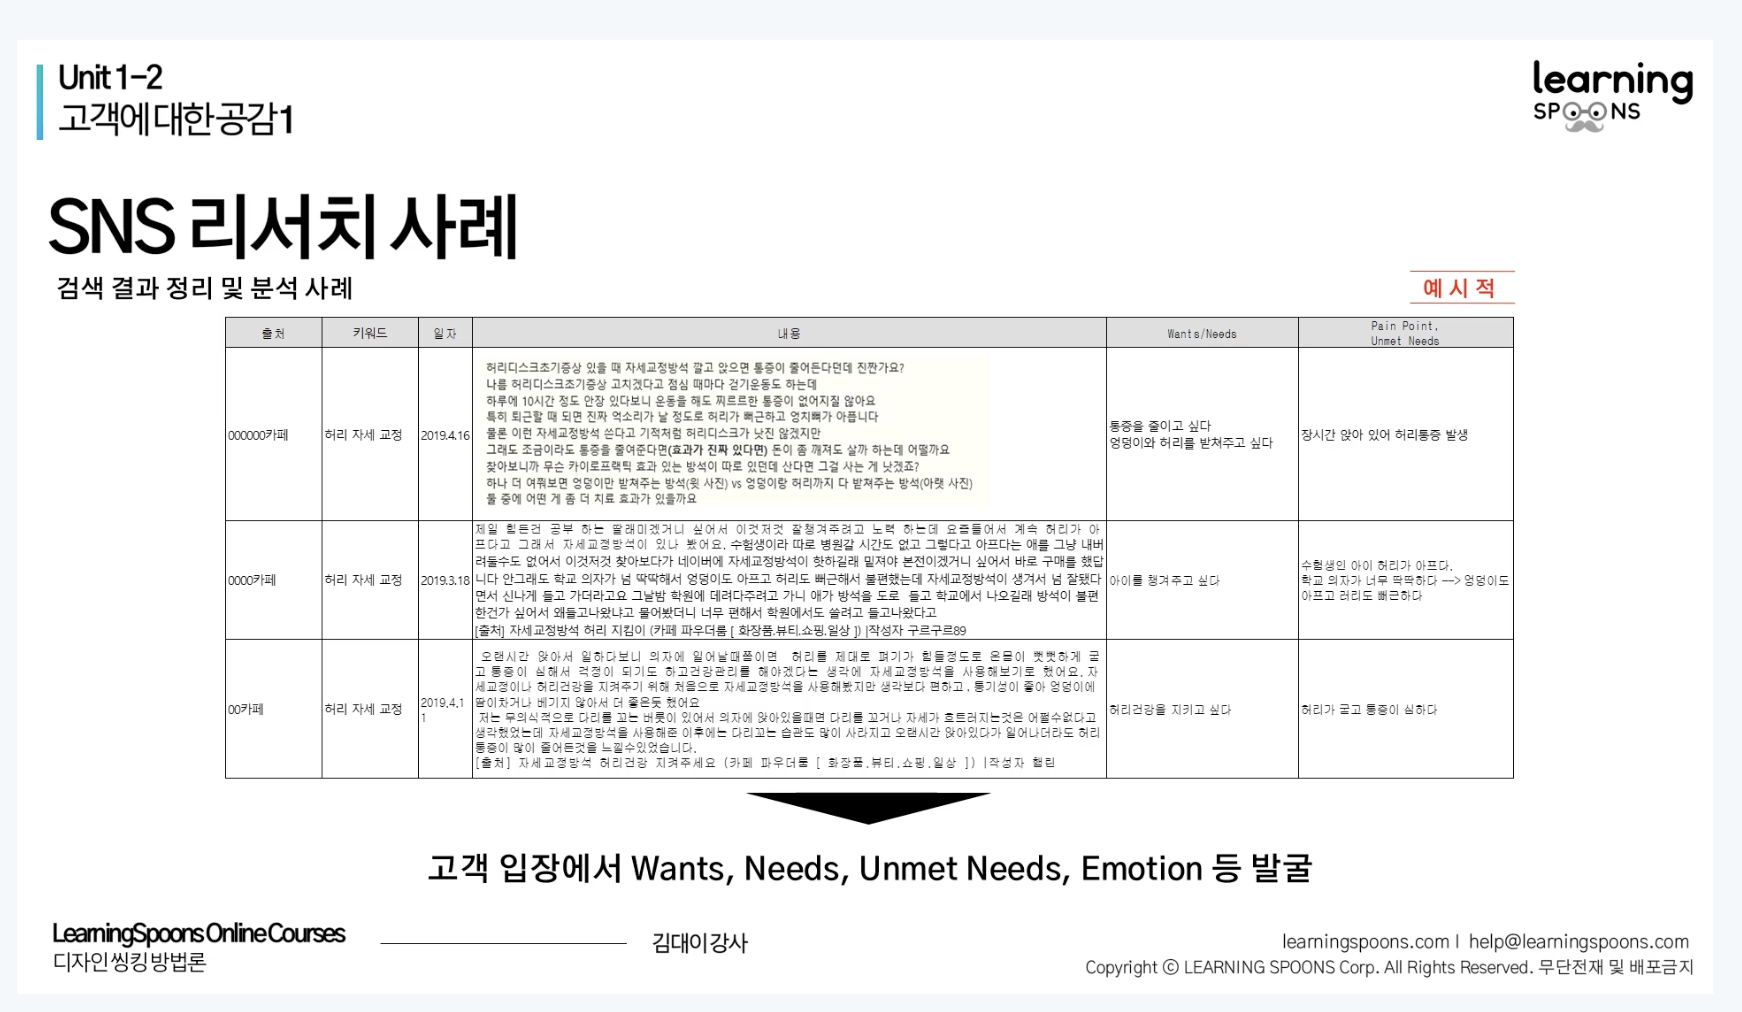 Unit 1-2
고객에 대한 공감1
learning
SPOONS
SNS 리서치 사례
검색 결과 정리 및 분석 사례
예 시 적
출처 키워드 일자 내용 Wants/Needs Pain Point,
Unmet Needs
000000카페 허리 자세 교정 2019.4.16
허리디스크초기증상 있을 때 자세교정방석 깔고 앉으면 통증이 줄어든다던데 진짠가요?
나름 허리디스크초기증상 고치겠다고 점심 때마다 걷기운동도 하는데
하루에 10시간 정도 안장 있다보니 운동을 해도 찌르르한 통증이 없어지질 않아요
특히 퇴근할 때 되면 진짜 억소리가 날 정도로 허리가 뻐근하고 엉치뼈가 아픕니다
물론 이런 자세교정방석 쓴다고 기적처럼 허리디스크가 낫진 않겠지만
그래도 조금이라도 통증을 줄여준다면(효과가 진짜 있다면) 돈이 좀 깨져도 살까 하는데 어떨까요
찾아보니까 무슨 카이로프랙틱 효과 있는 방석이 따로 있던데 산다면 그걸 사는 게 낫겠죠?
하나 더 여쭤보면 엉덩이만 받쳐주는 방석(윗 사진) vs 엉덩이랑 허리까지 다 받쳐주는 방석(아랫 사진)
둘 중에 어떤 게 좀 더 치료 효과가 있을까요
통증을 줄이고 싶다
엉덩이와 허리를 받쳐주고 싶다
장시간 앉아 있어 허리통증 발생
0000카페 허리 자세 교정 2019.3.18
제일 힘든건 공부 하는 딸래미겠거니 싶어서 이것저것 잘챙겨주려고 노력 하는데 요즘들어서 계속 허리가 아
프다고 그래서 자세교정방석이 있나 봤어요. 수험생이라 따로 병원갈 시간도 없고 그렇다고 아프다는 애를 그냥 내버
려둘수도 없어서 이것저것 찾아보다가 네이버에 자세교정방석이 핫하길래 밑져야 본전이겠거니 싶어서 바로 구매를 했답
니다 안그래도 학교 의자가 넘 딱딱해서 엉덩이도 아프고 허리도 뻐근해서 불편했는데 자세교정방석이 생겨서 넘 잘됐다
면서 신나게 들고 가더라고요 그날밤 학원에 데려다주려고 가니 애가 방석을 도로 들고 학교에서 나오길래 방석이 불편
한건가 싶어서 왜들고나왔냐고 물어봤더니 너무 편해서 학원에서도 쓸려고 들고나왔다고
[출처] 자세교정방석 허리 지킴이 (카페 파우더룸 [ 화장품.뷰티.쇼핑.일상 ]) |작성자 구르구르89
아이를 챙겨주고 싶다
수험생인 아이 허리가 아프다.
학교 의자가 너무 딱딱하다 --> 엉덩이도
아프고 러리도 뻐근하다
00카페 허리 자세 교정 2019.4.1
1
오랜시간 앉아서 일하다보니 의자에 일어날때쯤이면 허리를 제대로 펴기가 힘들정도로 온몸이 뻣뻣하게 굳
고 통증이 심해서 걱정이 되기도 하고건강관리를 해야겠다는 생각에 자세교정방석을 사용해보기로 했어요. 자
세교정이나 허리건강을 지켜주기 위해 처음으로 자세교정방석을 사용해봤지만 생각보다 편하고, 통기성이 좋아 엉덩이에
땀이차거나 베기지 않아서 더 좋은듯 했어요
저는 무의식적으로 다리를 꼬는 버릇이 있어서 의자에 앉아있을때면 다리를 꼬거나 자세가 흐트러지는것은 어쩔수없다고
생각했었는데 자세교정방석을 사용해준 이후에는 다리꼬는 습관도 많이 사라지고 오랜시간 앉아있다가 일어나더라도 허리
통증이 많이 줄어든것을 느낄수있었습니다.
[출처] 자세교정방석 허리건강 지켜주세요 (카페 파우더룸 [ 화장품.뷰티.쇼핑.일상 ]) |작성자 햄린
허리건강을 지키고 싶다
허리가 굳고 통증이 심하다
고객 입장에서 Wants, Needs, Unmet Needs, Emotion 등 발굴
LearningSpoons Online Courses
디자인 씽킹 방법론
김대이 강사
learningspoons.com | help@learningspoons.com
Copyright ⓒ LEARNING SPOONS Corp. All Rights Reserved. 무단전재 및 배포금지